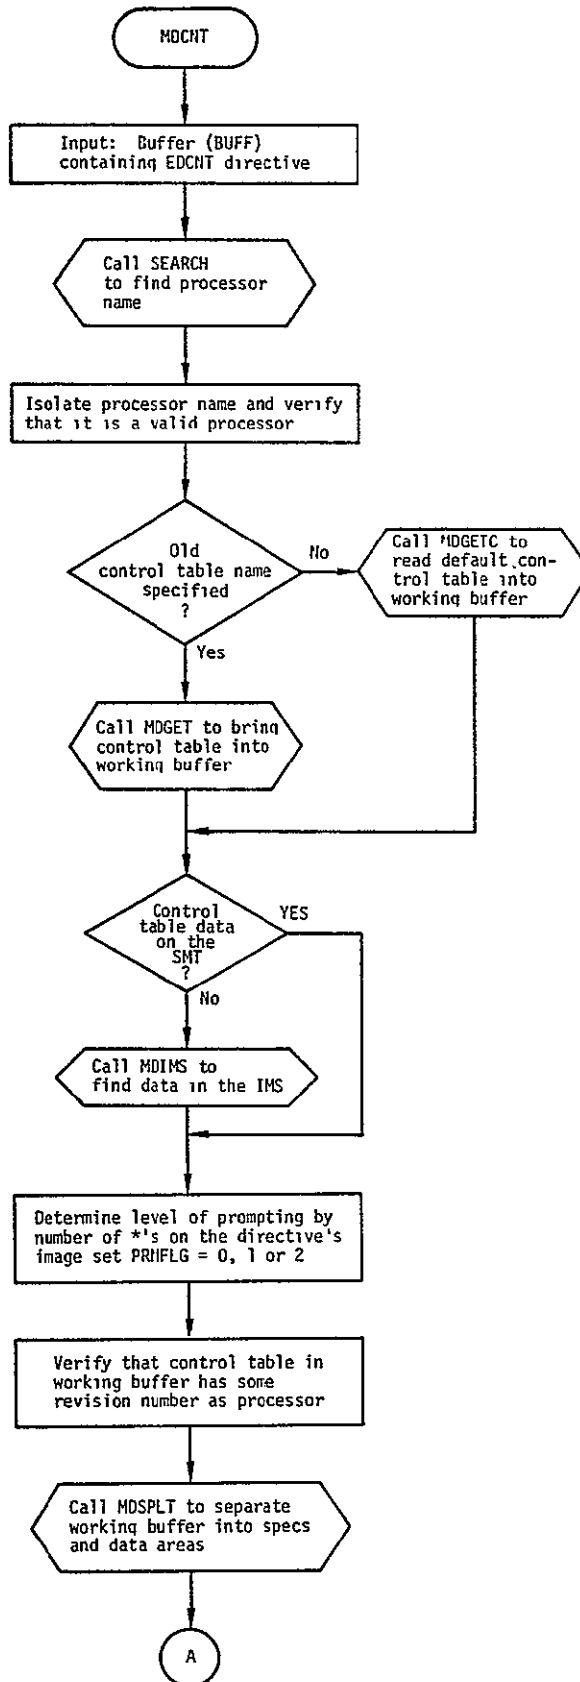 MDCNT
Input: Buffer (BUFF)
containing EDCNT directive
Call SEARCH
to find processor
name
Isolate processor name and verify
that it is a valid processor
Old
control table name
specified
?
No
Call MDGETC to
read default con-
trol table into
working buffer
Yes
Call MDGET to bring
control table into
working buffer
Control
table data
on the
SMT
?
YES
No
Call MDIMS to
find data in the IMS
Determine level of prompting by
number of *'s on the directive's
image set PRMFLG = 0, 1 or 2
Verify that control table in
working buffer has some
revision number as processor
Call MDSPLT to separate
working buffer into specs
and data areas
A